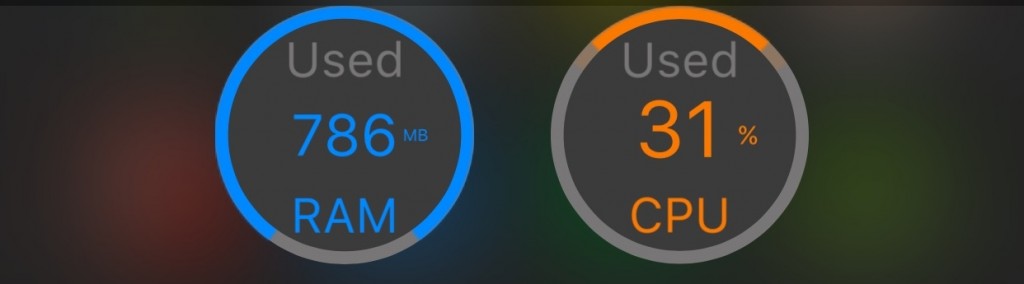 Used
786 MB
RAM
Used
31 %
CPU